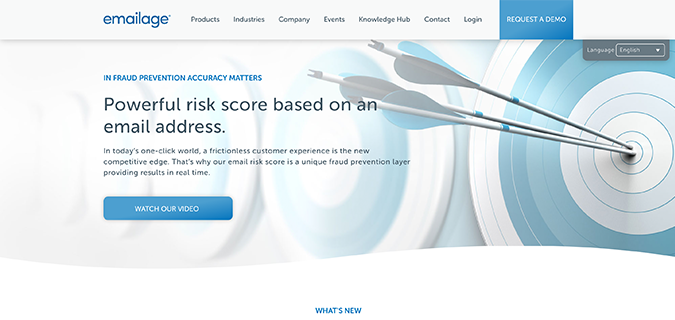 emailage®
Products Industries Company Events Knowledge Hub Contact Login REQUEST A DEMO
Language English
IN FRAUD PREVENTION ACCURACY MATTERS
Powerful risk score based on an
email address.
In today's one-click world, a frictionless customer experience is the new
competitive edge. That's why our email risk score is a unique fraud prevention layer
providing results in real time.
WATCH OUR VIDEO
WHAT'S NEW